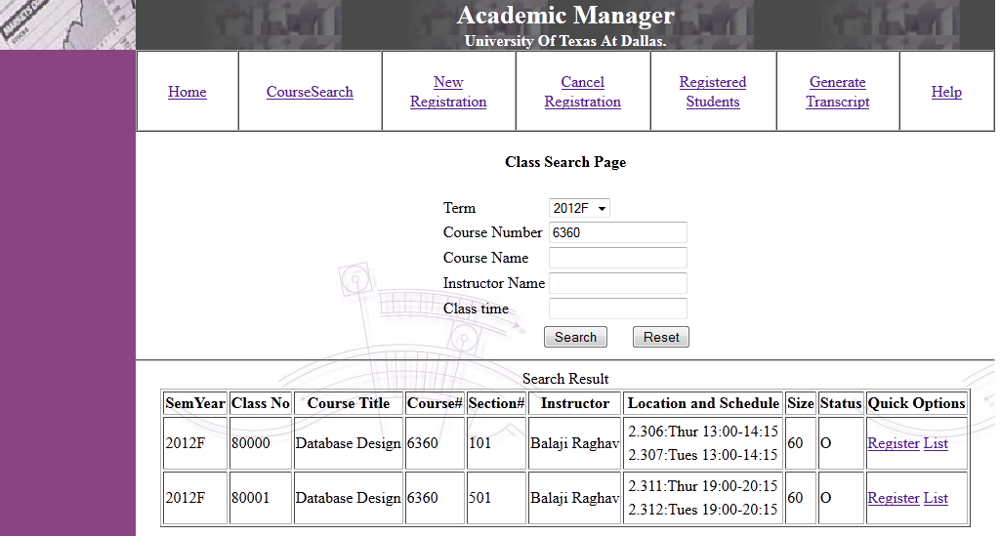 MARKETS
Academic Manager
University Of Texas At Dallas.
Home
CourseSearch
New
Registration
Cancel
Registration
Registered
Students
Generate
Transcript
Help
Class Search Page
Term 2012F
Course Number 6360
Course Name
Instructor Name
Class time
Search Reset
Search Result
SemYear Class No Course Title Course# Section# Instructor Location and Schedule Size Status Quick Options
2012F 80000 Database Design 6360 101 Balaji Raghav 2.306:Thur 13:00-14:15 60 O Register List
2.307:Tues 13:00-14:15
2012F 80001 Database Design 6360 501 Balaji Raghav 2.311:Thur 19:00-20:15 60 O Register List
2.312:Tues 19:00-20:15